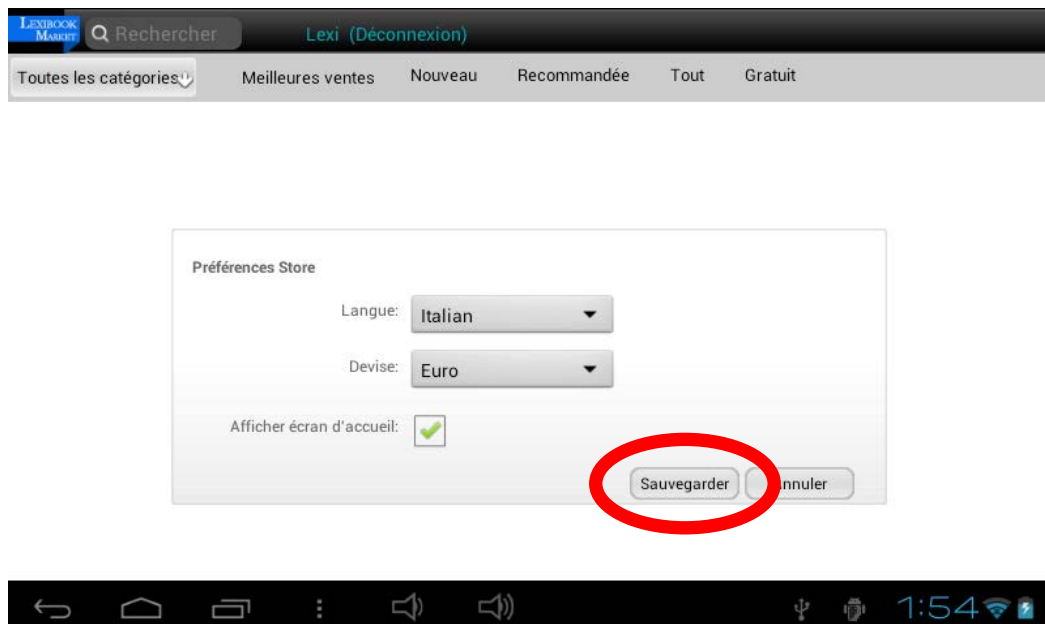 LEXIBOOK
MARKET
Rechercher
Lexi (Déconnexion)
Toutes les catégories
Meilleures ventes
Nouveau
Recommandée
Tout
Gratuit
Préférences Store
Langue:
Italian
Devise:
Euro
Afficher écran d'accueil:
Sauvegarder
nnuler
1:54